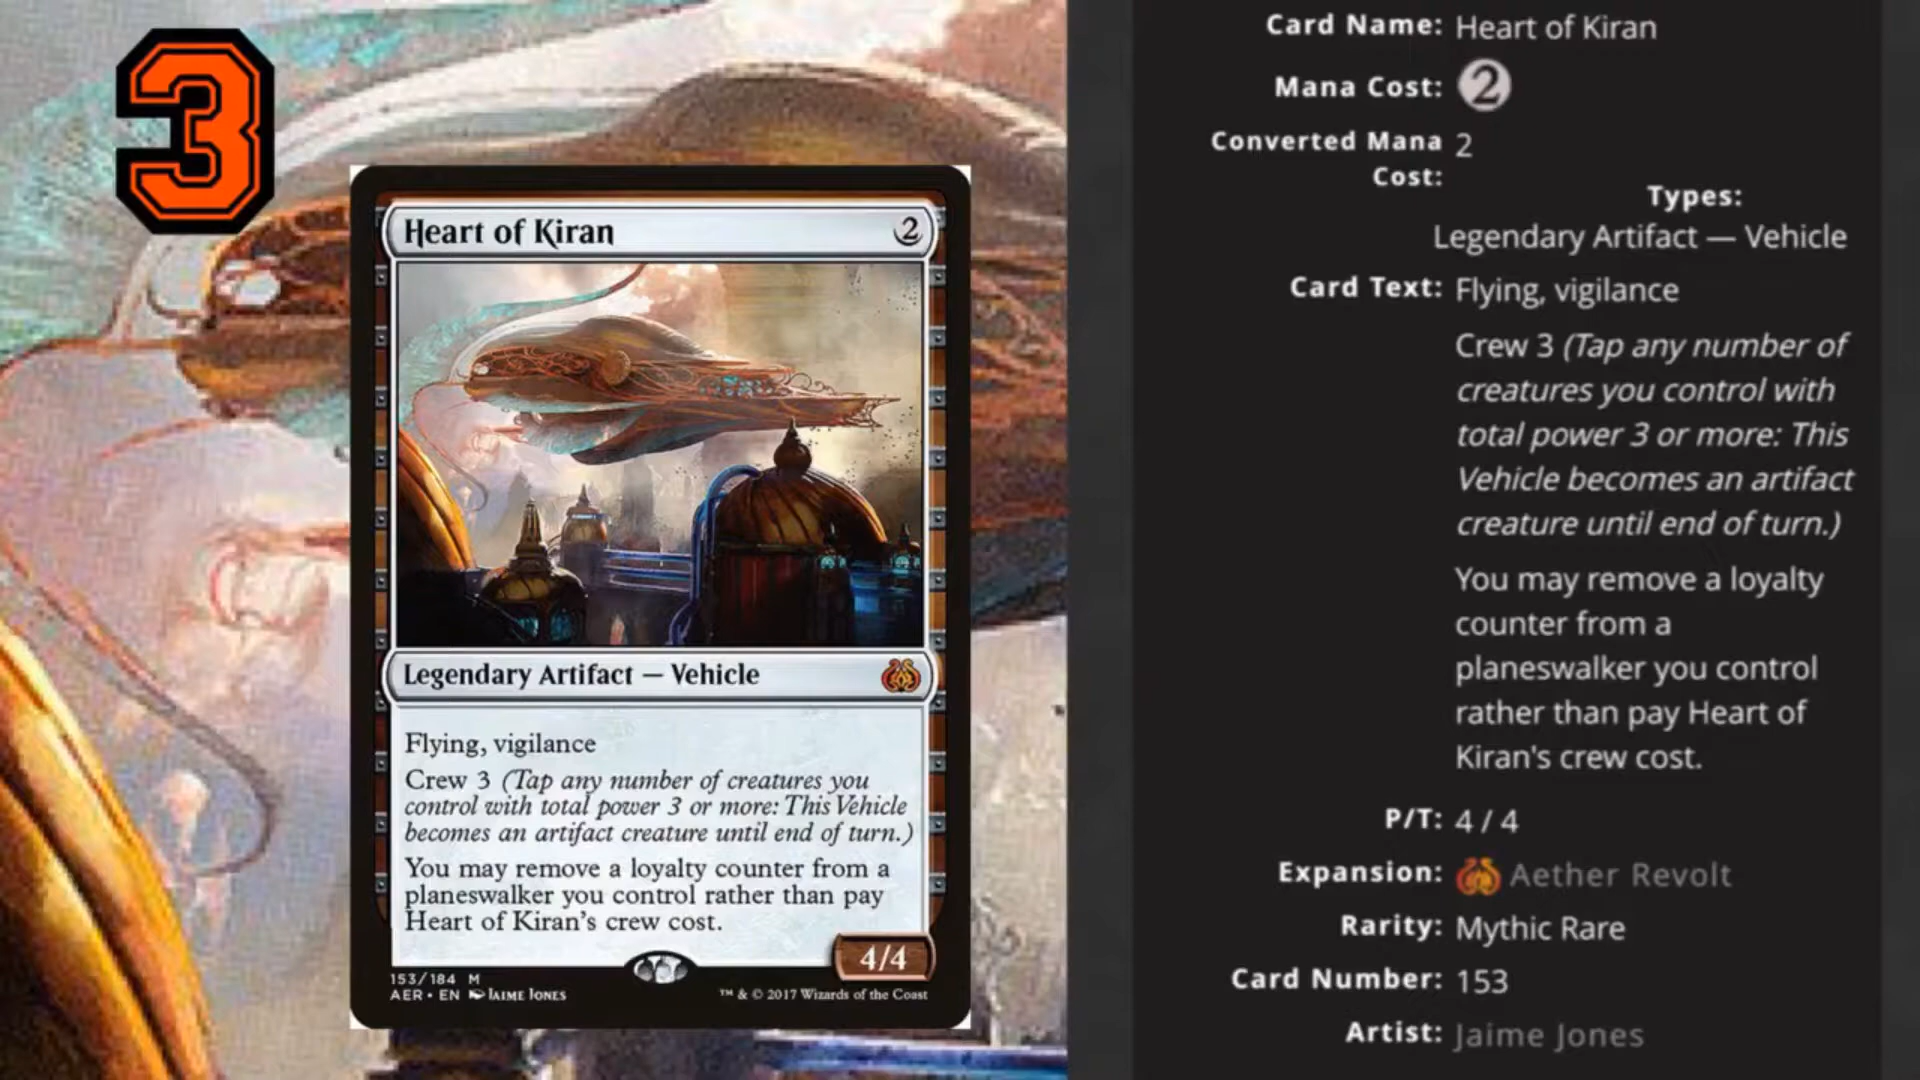 3
Heart of Kiran 2
Legendary Artifact — Vehicle
Flying, vigilance
Crew 3 (Tap any number of creatures you
control with total power 3 or more: This Vehicle
becomes an artifact creature until end of turn.)
You may remove a loyalty counter from a
planeswalker you control rather than pay
Heart of Kiran's crew cost.
4/4
153/184 M
AER • EN JAIME JONES
™ & © 2017 Wizards of the Coast
Card Name: Heart of Kiran
Mana Cost: 2
Converted Mana
Cost: 2
Types:
Legendary Artifact — Vehicle
Card Text: Flying, vigilance
Crew 3 (Tap any number of
creatures you control with
total power 3 or more: This
Vehicle becomes an artifact
creature until end of turn.)
You may remove a loyalty
counter from a
planeswalker you control
rather than pay Heart of
Kiran's crew cost.
P/T: 4 / 4
Expansion: Aether Revolt
Rarity: Mythic Rare
Card Number: 153
Artist: Jaime Jones